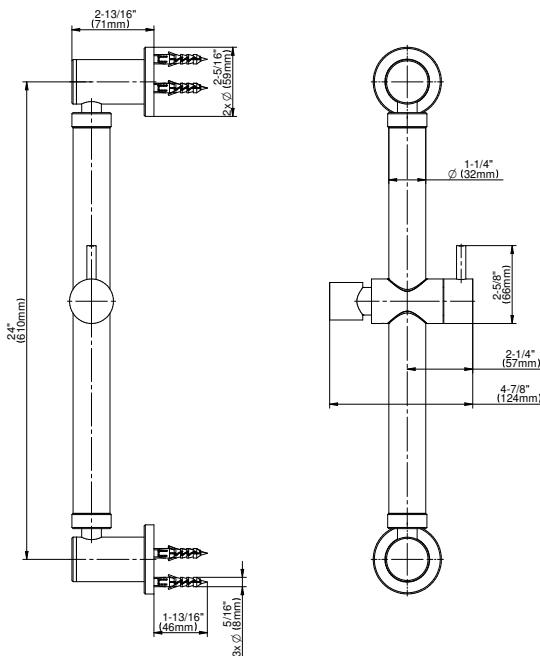 2-13/16"
(71mm)
2-5/16"
2x Ø (59mm)
24"
(610mm)
1-13/16"
(46mm)
5/16"
3x Ø (8mm)
1-1/4"
Ø (32mm)
2-5/8"
(66mm)
2-1/4"
(57mm)
4-7/8"
(124mm)